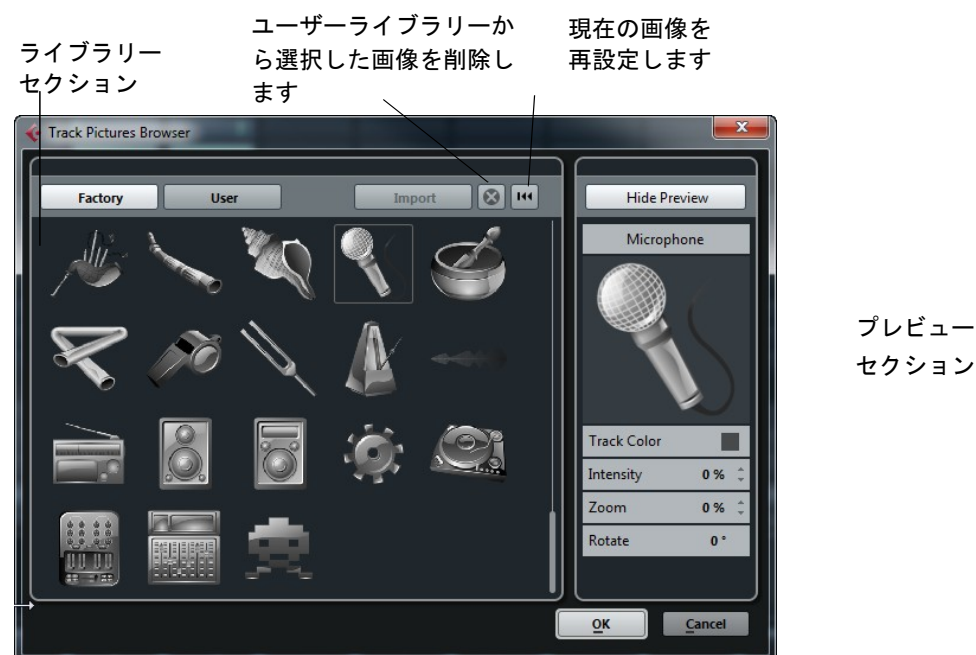 ライブラリー
セクション
ユーザーライブラリーか
ら選択した画像を削除し
ます
現在の画像を
再設定します
Track Pictures Browser
Factory
User
Import
Hide Preview
Microphone
プレビュー
セクション
Track Color
Intensity 0 %
Zoom 0 %
Rotate 0 °
OK
Cancel